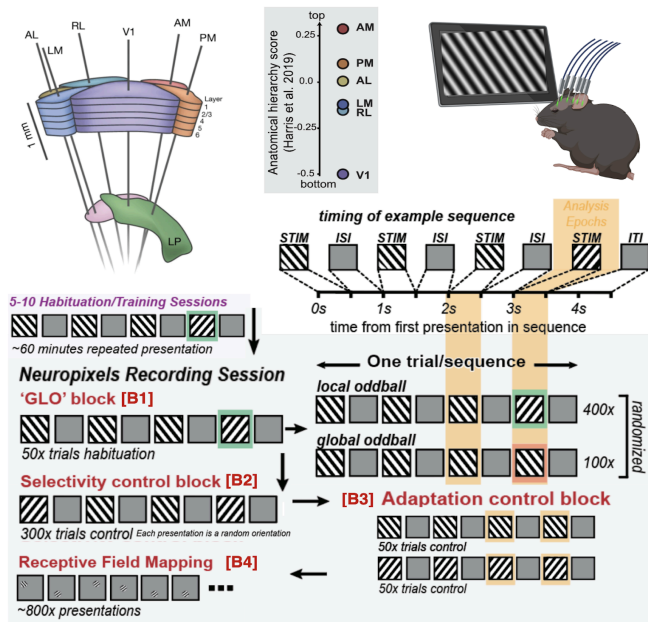 AL
LM
RL
V1
AM
PM
Layer
1
2/3
4
5
6
1 mm
LP
Anatomical hierarchy score
(Harris et al. 2019)
top
0.25
0.0
-0.25
-0.5
bottom
AM
PM
AL
LM
RL
V1
timing of example sequence
Analysis
Epochs
STIM ISI STIM ISI STIM ISI STIM ITI
0s 1s 2s 3s 4s
time from first presentation in sequence
5-10 Habituation/Training Sessions
~60 minutes repeated presentation
Neuropixels Recording Session
'GLO' block [B1]
50x trials habituation
One trial/sequence
local oddball
400x
global oddball
100x
randomized
Selectivity control block [B2]
300x trials control Each presentation is a random orientation
[B3] Adaptation control block
50x trials control
50x trials control
Receptive Field Mapping [B4]
~800x presentations